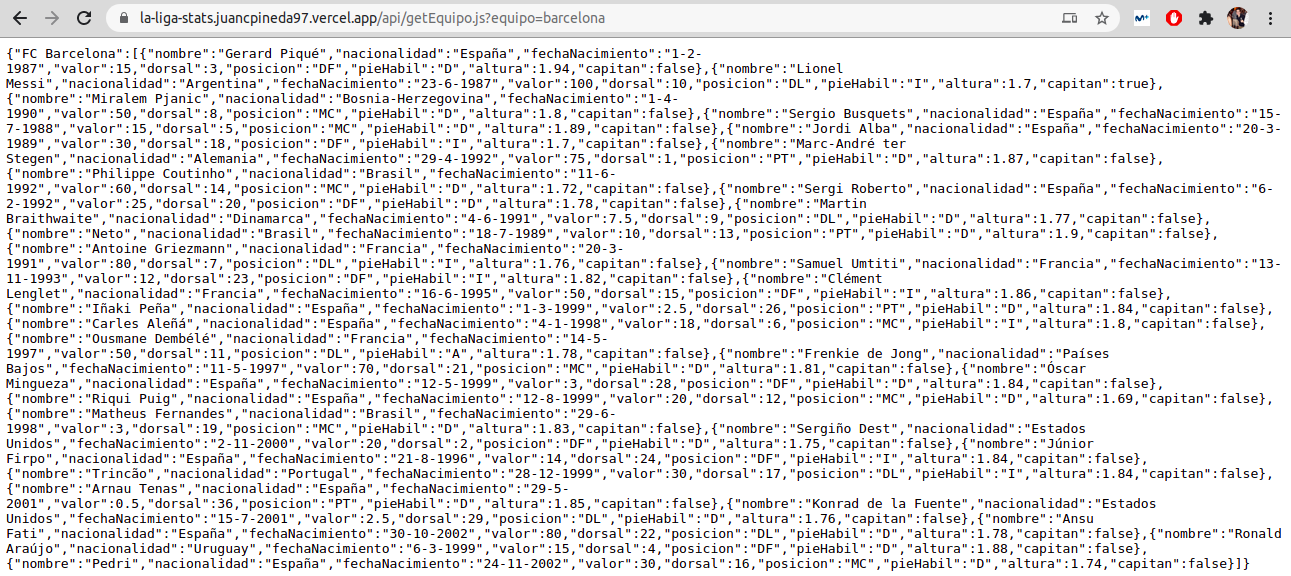 la-liga-stats.juancpineda97.vercel.app/api/getEquipo.js?equipo=barcelona
{"FC Barcelona":[{"nombre":"Gerard Piqué","nacionalidad":"España","fechaNacimiento":"1-2-
1987","valor":15,"dorsal":3,"posicion":"DF","pieHabil":"D","altura":1.94,"capitan":false},{"nombre":"Lionel
Messi","nacionalidad":"Argentina","fechaNacimiento":"23-6-1987","valor":100,"dorsal":10,"posicion":"DL","pieHabil":"I","altura":1.7,"capitan":true},
{"nombre":"Miralem Pjanic","nacionalidad":"Bosnia-Herzegovina","fechaNacimiento":"1-4-
1990","valor":50,"dorsal":8,"posicion":"MC","pieHabil":"D","altura":1.8,"capitan":false},{"nombre":"Sergio Busquets","nacionalidad":"España","fechaNacimiento":"15-
7-1988","valor":15,"dorsal":5,"posicion":"MC","pieHabil":"D","altura":1.89,"capitan":false},{"nombre":"Jordi Alba","nacionalidad":"España","fechaNacimiento":"20-3-
1989","valor":30,"dorsal":18,"posicion":"DF","pieHabil":"I","altura":1.7,"capitan":false},{"nombre":"Marc-André ter
Stegen","nacionalidad":"Alemania","fechaNacimiento":"29-4-1992","valor":75,"dorsal":1,"posicion":"PT","pieHabil":"D","altura":1.87,"capitan":false},
{"nombre":"Philippe Coutinho","nacionalidad":"Brasil","fechaNacimiento":"11-6-
1992","valor":60,"dorsal":14,"posicion":"MC","pieHabil":"D","altura":1.72,"capitan":false},{"nombre":"Sergi Roberto","nacionalidad":"España","fechaNacimiento":"6-
2-1992","valor":25,"dorsal":20,"posicion":"DF","pieHabil":"D","altura":1.78,"capitan":false},{"nombre":"Martin
Braithwaite","nacionalidad":"Dinamarca","fechaNacimiento":"4-6-1991","valor":7.5,"dorsal":9,"posicion":"DL","pieHabil":"D","altura":1.77,"capitan":false},
{"nombre":"Neto","nacionalidad":"Brasil","fechaNacimiento":"18-7-1989","valor":10,"dorsal":13,"posicion":"PT","pieHabil":"D","altura":1.9,"capitan":false},
{"nombre":"Antoine Griezmann","nacionalidad":"Francia","fechaNacimiento":"20-3-
1991","valor":80,"dorsal":7,"posicion":"DL","pieHabil":"I","altura":1.76,"capitan":false},{"nombre":"Samuel Umtiti","nacionalidad":"Francia","fechaNacimiento":"13-
11-1993","valor":12,"dorsal":23,"posicion":"DF","pieHabil":"I","altura":1.82,"capitan":false},{"nombre":"Clément
Lenglet","nacionalidad":"Francia","fechaNacimiento":"16-6-1995","valor":50,"dorsal":15,"posicion":"DF","pieHabil":"I","altura":1.86,"capitan":false},
{"nombre":"Iñaki Peña","nacionalidad":"España","fechaNacimiento":"1-3-1999","valor":2.5,"dorsal":26,"posicion":"PT","pieHabil":"D","altura":1.84,"capitan":false},
{"nombre":"Carles Aleñá","nacionalidad":"España","fechaNacimiento":"4-1-1998","valor":18,"dorsal":6,"posicion":"MC","pieHabil":"I","altura":1.8,"capitan":false},
{"nombre":"Ousmane Dembélé","nacionalidad":"Francia","fechaNacimiento":"14-5-
1997","valor":50,"dorsal":11,"posicion":"DL","pieHabil":"A","altura":1.78,"capitan":false},{"nombre":"Frenkie de Jong","nacionalidad":"Países
Bajos","fechaNacimiento":"11-5-1997","valor":70,"dorsal":21,"posicion":"MC","pieHabil":"D","altura":1.81,"capitan":false},{"nombre":"Óscar
Mingueza","nacionalidad":"España","fechaNacimiento":"12-5-1999","valor":3,"dorsal":28,"posicion":"DF","pieHabil":"D","altura":1.84,"capitan":false},
{"nombre":"Riqui Puig","nacionalidad":"España","fechaNacimiento":"12-8-1999","valor":20,"dorsal":12,"posicion":"MC","pieHabil":"D","altura":1.69,"capitan":false},
{"nombre":"Matheus Fernandes","nacionalidad":"Brasil","fechaNacimiento":"29-6-
1998","valor":3,"dorsal":19,"posicion":"MC","pieHabil":"D","altura":1.83,"capitan":false},{"nombre":"Sergiño Dest","nacionalidad":"Estados
Unidos","fechaNacimiento":"2-11-2000","valor":20,"dorsal":2,"posicion":"DF","pieHabil":"D","altura":1.75,"capitan":false},{"nombre":"Júnior
Firpo","nacionalidad":"España","fechaNacimiento":"21-8-1996","valor":14,"dorsal":24,"posicion":"DF","pieHabil":"I","altura":1.84,"capitan":false},
{"nombre":"Trincão","nacionalidad":"Portugal","fechaNacimiento":"28-12-1999","valor":30,"dorsal":17,"posicion":"DL","pieHabil":"I","altura":1.84,"capitan":false},
{"nombre":"Arnau Tenas","nacionalidad":"España","fechaNacimiento":"29-5-
2001","valor":0.5,"dorsal":36,"posicion":"PT","pieHabil":"D","altura":1.85,"capitan":false},{"nombre":"Konrad de la Fuente","nacionalidad":"Estados
Unidos","fechaNacimiento":"15-7-2001","valor":2.5,"dorsal":29,"posicion":"DL","pieHabil":"D","altura":1.76,"capitan":false},{"nombre":"Ansu
Fati","nacionalidad":"España","fechaNacimiento":"30-10-2002","valor":80,"dorsal":22,"posicion":"DL","pieHabil":"D","altura":1.78,"capitan":false},{"nombre":"Ronald
Araújo","nacionalidad":"Uruguay","fechaNacimiento":"6-3-1999","valor":15,"dorsal":4,"posicion":"DF","pieHabil":"D","altura":1.88,"capitan":false},
{"nombre":"Pedri","nacionalidad":"España","fechaNacimiento":"24-11-2002","valor":30,"dorsal":16,"posicion":"MC","pieHabil":"D","altura":1.74,"capitan":false}]}